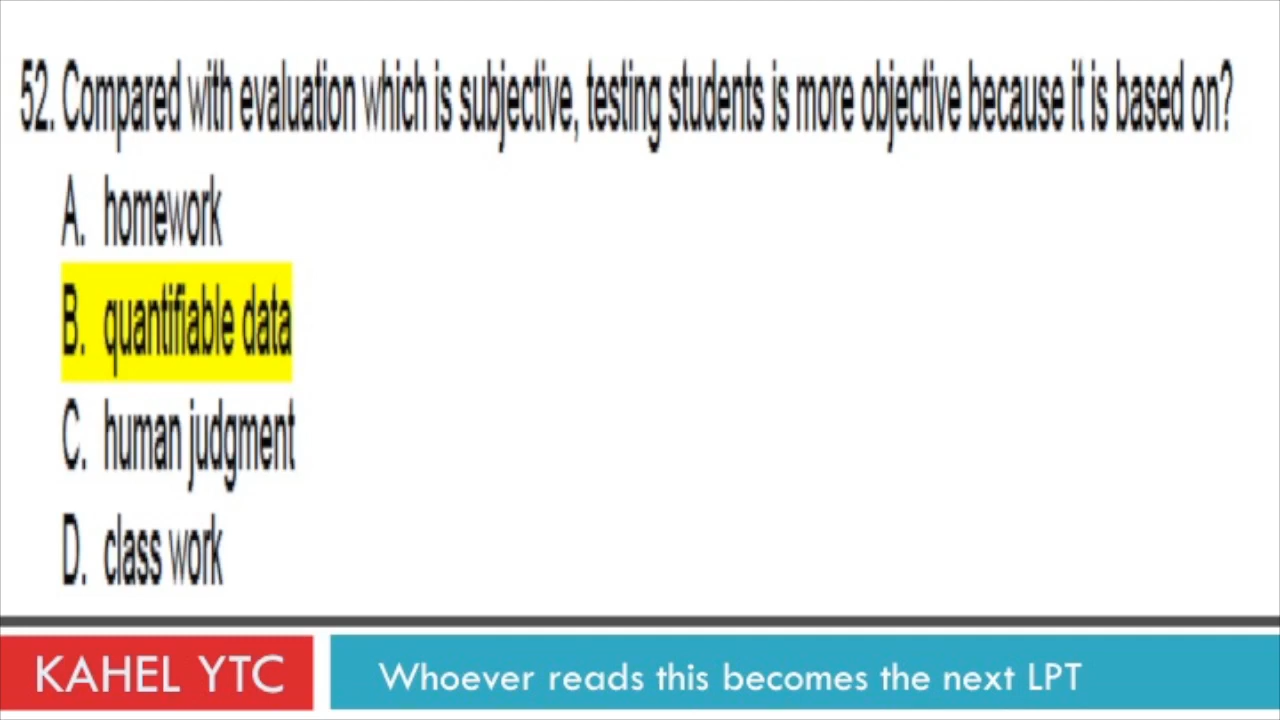 52. Compared with evaluation which is subjective, testing students is more objective because it is based on?
A. homework
B. quantifiable data
C. human judgment
D. class work
KAHEL YTC
Whoever reads this becomes the next LPT